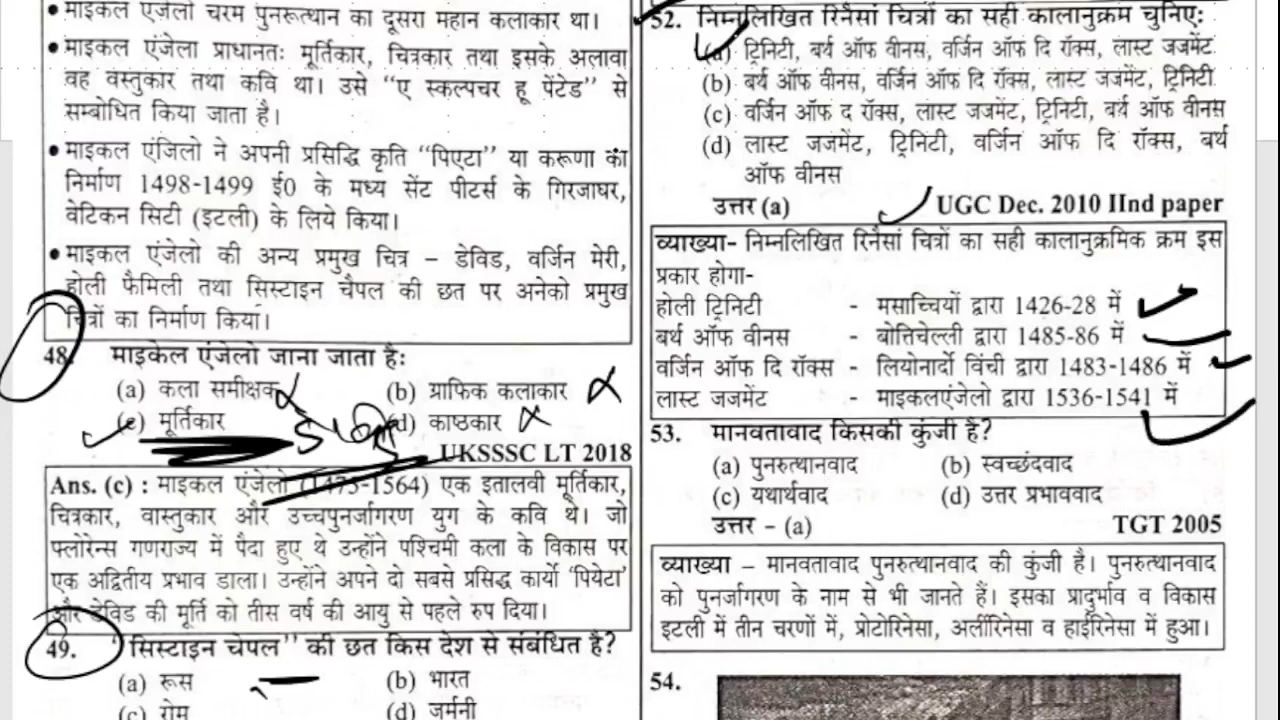 • माइकल एंजेलो चरम पुनरूत्थान का दूसरा महान कलाकार था।
• माइकल एंजेला प्राधानतः मूर्तिकार, चित्रकार तथा इसके अलावा
वह वस्तुकार तथा कवि था। उसे “ए स्कल्पचर हू पेंटेड” से
सम्बोधित किया जाता है।
• माइकल एंजिलो ने अपनी प्रसिद्धि कृति “पिएटा” या करूणा का
निर्माण 1498-1499 ई0 के मध्य सेंट पीटर्स के गिरजाघर,
वेटिकन सिटी (इटली) के लिये किया।
• माइकल एंजेलो की अन्य प्रमुख चित्र – डेविड, वर्जिन मेरी,
होली फैमिली तथा सिस्टाइन चैपल की छत पर अनेको प्रमुख
चित्रों का निर्माण किया।
48. माइकेल एंजेलो जाना जाता हैः
(a) कला समीक्षक (b) ग्राफिक कलाकार
(c) मूर्तिकार (d) काष्ठकार
UKSSSC LT 2018
Ans. (c) : माइकल एंजेलो (1475-1564) एक इतालवी मूर्तिकार,
चित्रकार, वास्तुकार और उच्चपुनर्जागरण युग के कवि थे। जो
फ्लोरेन्स गणराज्य में पैदा हुए थे उन्होंने पश्चिमी कला के विकास पर
एक अद्वितीय प्रभाव डाला। उन्होंने अपने दो सबसे प्रसिद्ध कार्यो ‘पियेटा’
और डेविड की मूर्ति को तीस वर्ष की आयु से पहले रुप दिया।
49. “सिस्टाइन चेपल” की छत किस देश से संबंधित है?
(a) रूस (b) भारत
(c) रोम (d) जर्मनी
52. निम्नलिखित रिनैसां चित्रों का सही कालानुक्रम चुनिए:
(a) ट्रिनिटी, बर्थ ऑफ वीनस, वर्जिन ऑफ दि रॉक्स, लास्ट जजमेंट
(b) बर्थ ऑफ वीनस, वर्जिन ऑफ दि रॉक्स, लास्ट जजमेंट, ट्रिनिटी
(c) वर्जिन ऑफ द रॉक्स, लास्ट जजमेंट, ट्रिनिटी, बर्थ ऑफ वीनस
(d) लास्ट जजमेंट, ट्रिनिटी, वर्जिन ऑफ दि रॉक्स, बर्थ
ऑफ वीनस
उत्तर (a) UGC Dec. 2010 IInd paper
व्याख्या- निम्नलिखित रिनैसां चित्रों का सही कालानुक्रमिक क्रम इस
प्रकार होगा-
होली ट्रिनिटी - मसाच्चियों द्वारा 1426-28 में
बर्थ ऑफ वीनस - बोत्तिचेल्ली द्वारा 1485-86 में
वर्जिन ऑफ दि रॉक्स - लियोनार्दो विंची द्वारा 1483-1486 में
लास्ट जजमेंट - माइकलएंजेलो द्वारा 1536-1541 में
53. मानवतावाद किसकी कुंजी है?
(a) पुनरुत्थानवाद (b) स्वच्छंदवाद
(c) यथार्थवाद (d) उत्तर प्रभाववाद
उत्तर – (a) TGT 2005
व्याख्या – मानवतावाद पुनरुत्थानवाद की कुंजी है। पुनरुत्थानवाद
को पुनर्जागरण के नाम से भी जानते हैं। इसका प्रादुर्भाव व विकास
इटली में तीन चरणों में, प्रोटोरिनेसा, अर्लीरिनेसा व हाईरिनेसा में हुआ।
54.